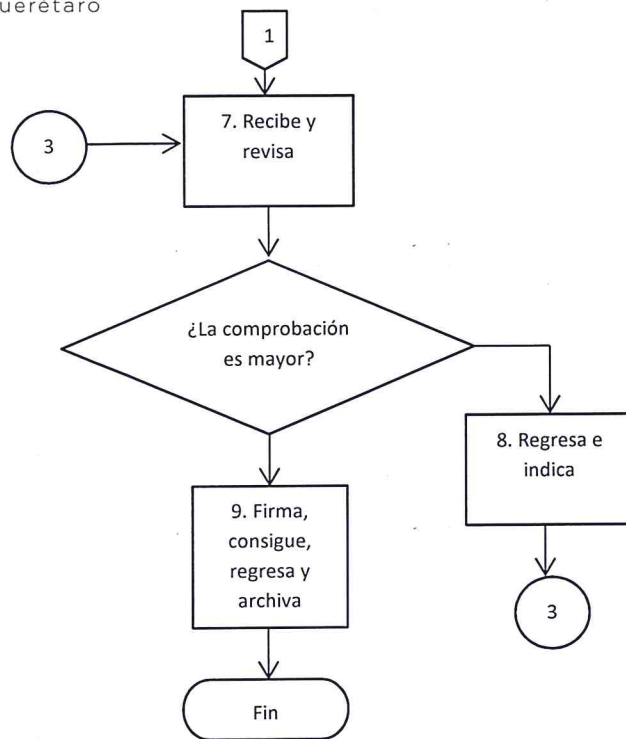 uerétaro
1
3
7. Recibe y
revisa
¿La comprobación
es mayor?
8. Regresa e
indica
9. Firma,
consigue,
regresa y
archiva
3
Fin